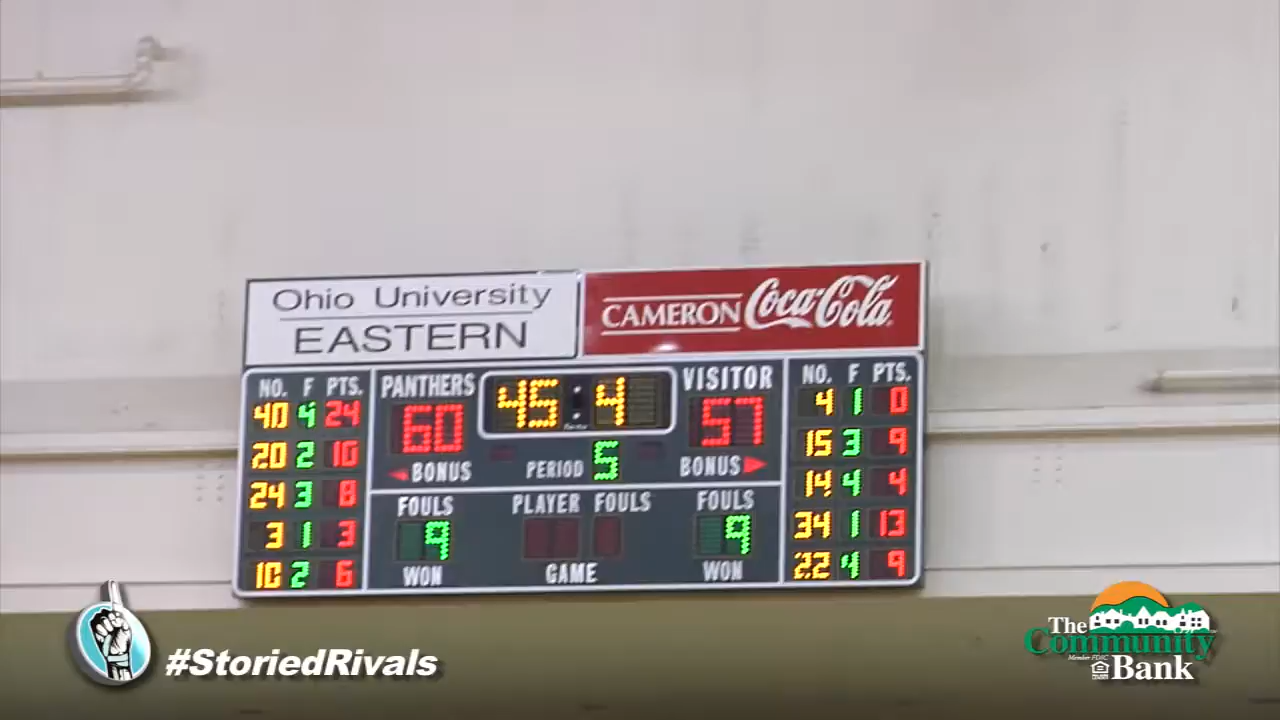 Ohio University
EASTERN
CAMERON Coca-Cola
NO. F PTS.
40 4 24
20 2 10
24 3 8
3 1 3
10 2 6
PANTHERS
60
45:4
VISITOR
57
BONUS
PERIOD 5
BONUS
FOULS
9
WON
PLAYER FOULS
GAME
FOULS
9
WON
NO. F PTS.
4 1 0
15 3 9
14 4 4
34 1 13
22 4 9
#StoriedRivals
The
Community
Member FDIC
Bank